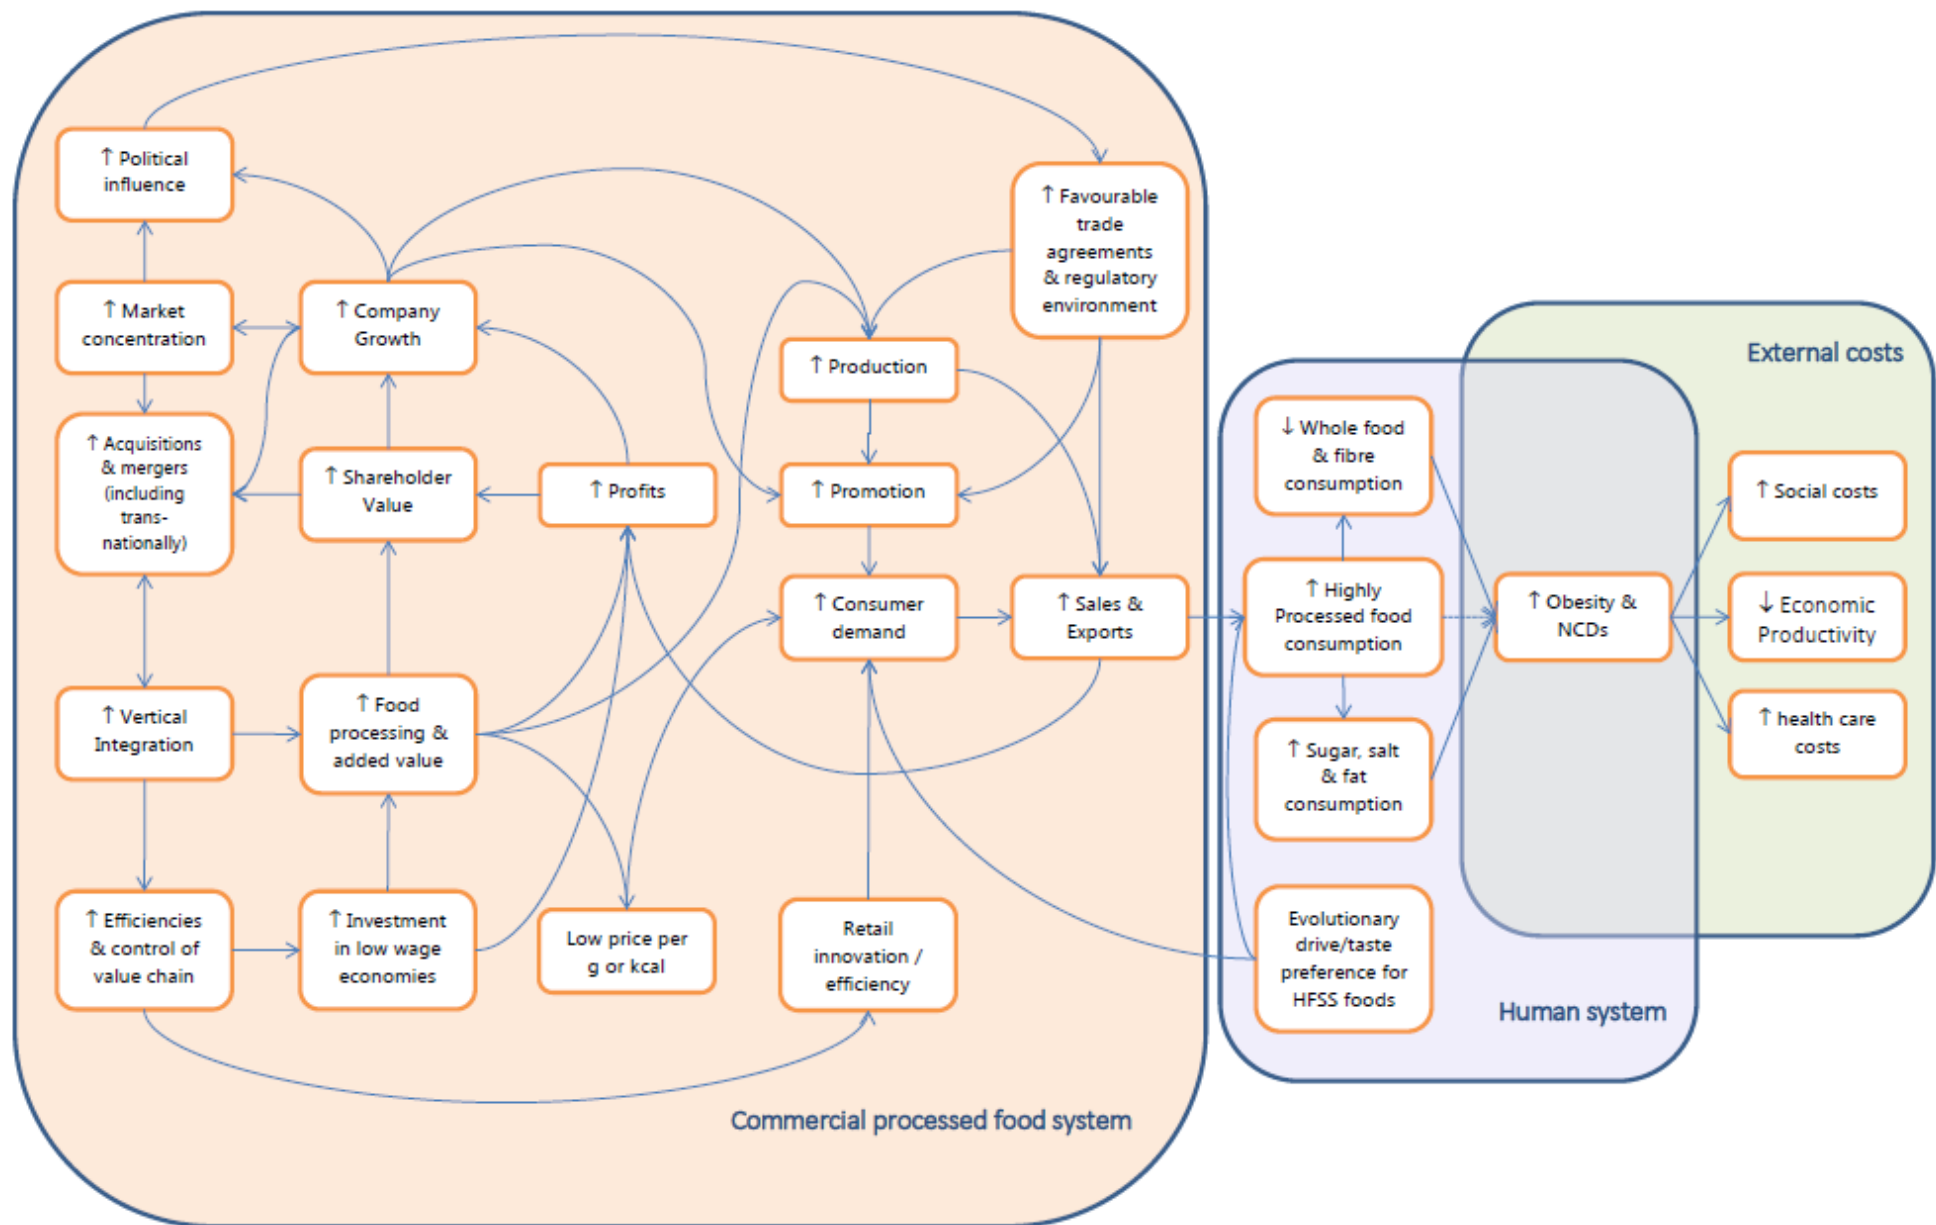 ↑ Political
influence
↑ Favourable
trade
agreements
& regulatory
environment
↑ Market
concentration
↑ Company
Growth
↑ Production
↑ Acquisitions
& mergers
(including
trans-
nationally)
↑ Shareholder
Value
↑ Profits
↑ Promotion
↑ Consumer
demand
↑ Sales &
Exports
↑ Vertical
Integration
↑ Food
processing &
added value
↑ Efficiencies
& control of
value chain
↑ Investment
in low wage
economies
Low price per
g or kcal
Retail
innovation /
efficiency
Commercial processed food system
↓ Whole food
& fibre
consumption
↑ Highly
Processed food
consumption
↑ Sugar, salt
& fat
consumption
Evolutionary
drive/taste
preference for
HFSS foods
Human system
↑ Obesity &
NCDs
External costs
↑ Social costs
↓ Economic
Productivity
↑ health care
costs